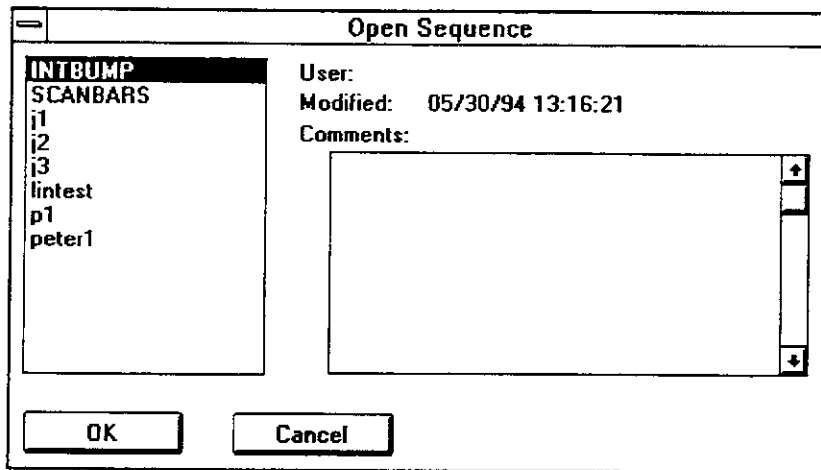 Open Sequence
INTBUMP
SCANBARS
j1
j2
j3
lintest
p1
peter1
User:
Modified: 05/30/94 13:16:21
Comments:
OK
Cancel